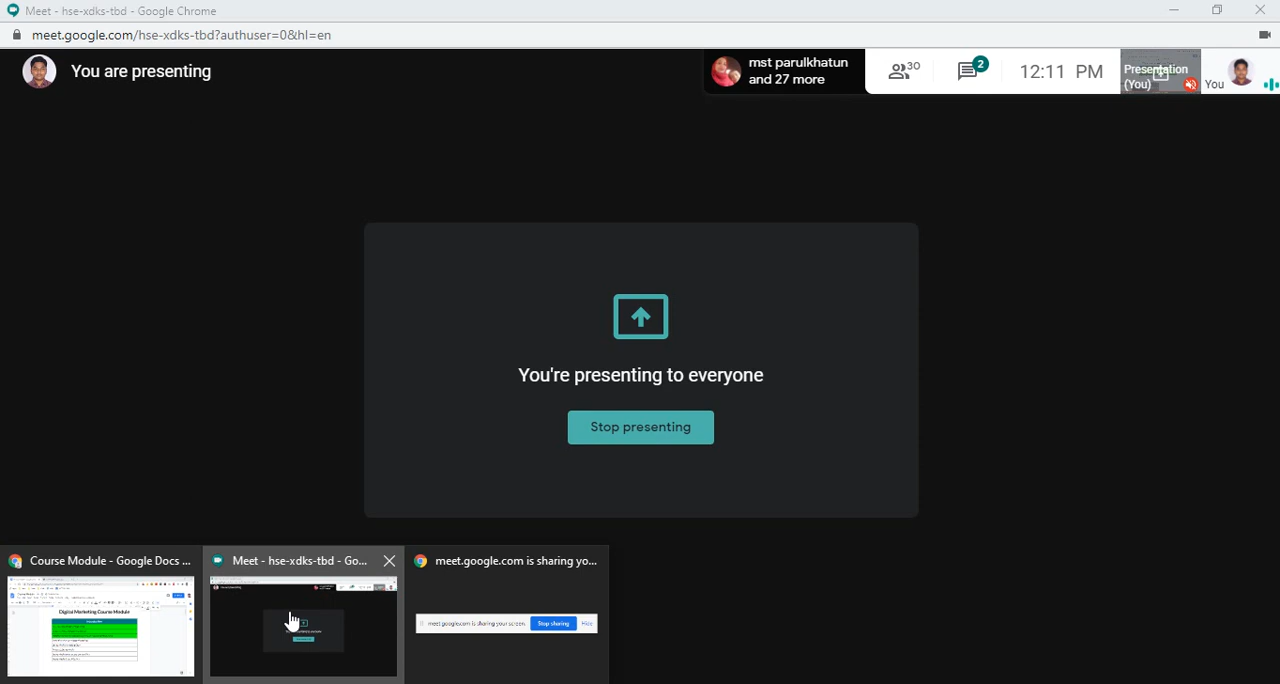 Meet - hse-xdks-tbd - Google Chrome
meet.google.com/hse-xdks-tbd?authuser=0&hl=en
You are presenting
mst parulkhatun
and 27 more
30
2
12:11 PM
Presentation
(You)
You
You're presenting to everyone
Stop presenting
Course Module - Google Docs ...
Meet - hse-xdks-tbd - Go...
meet.google.com is sharing yo...
Digital Marketing Course Module
meet.google.com is sharing your screen.
Stop sharing
Hide